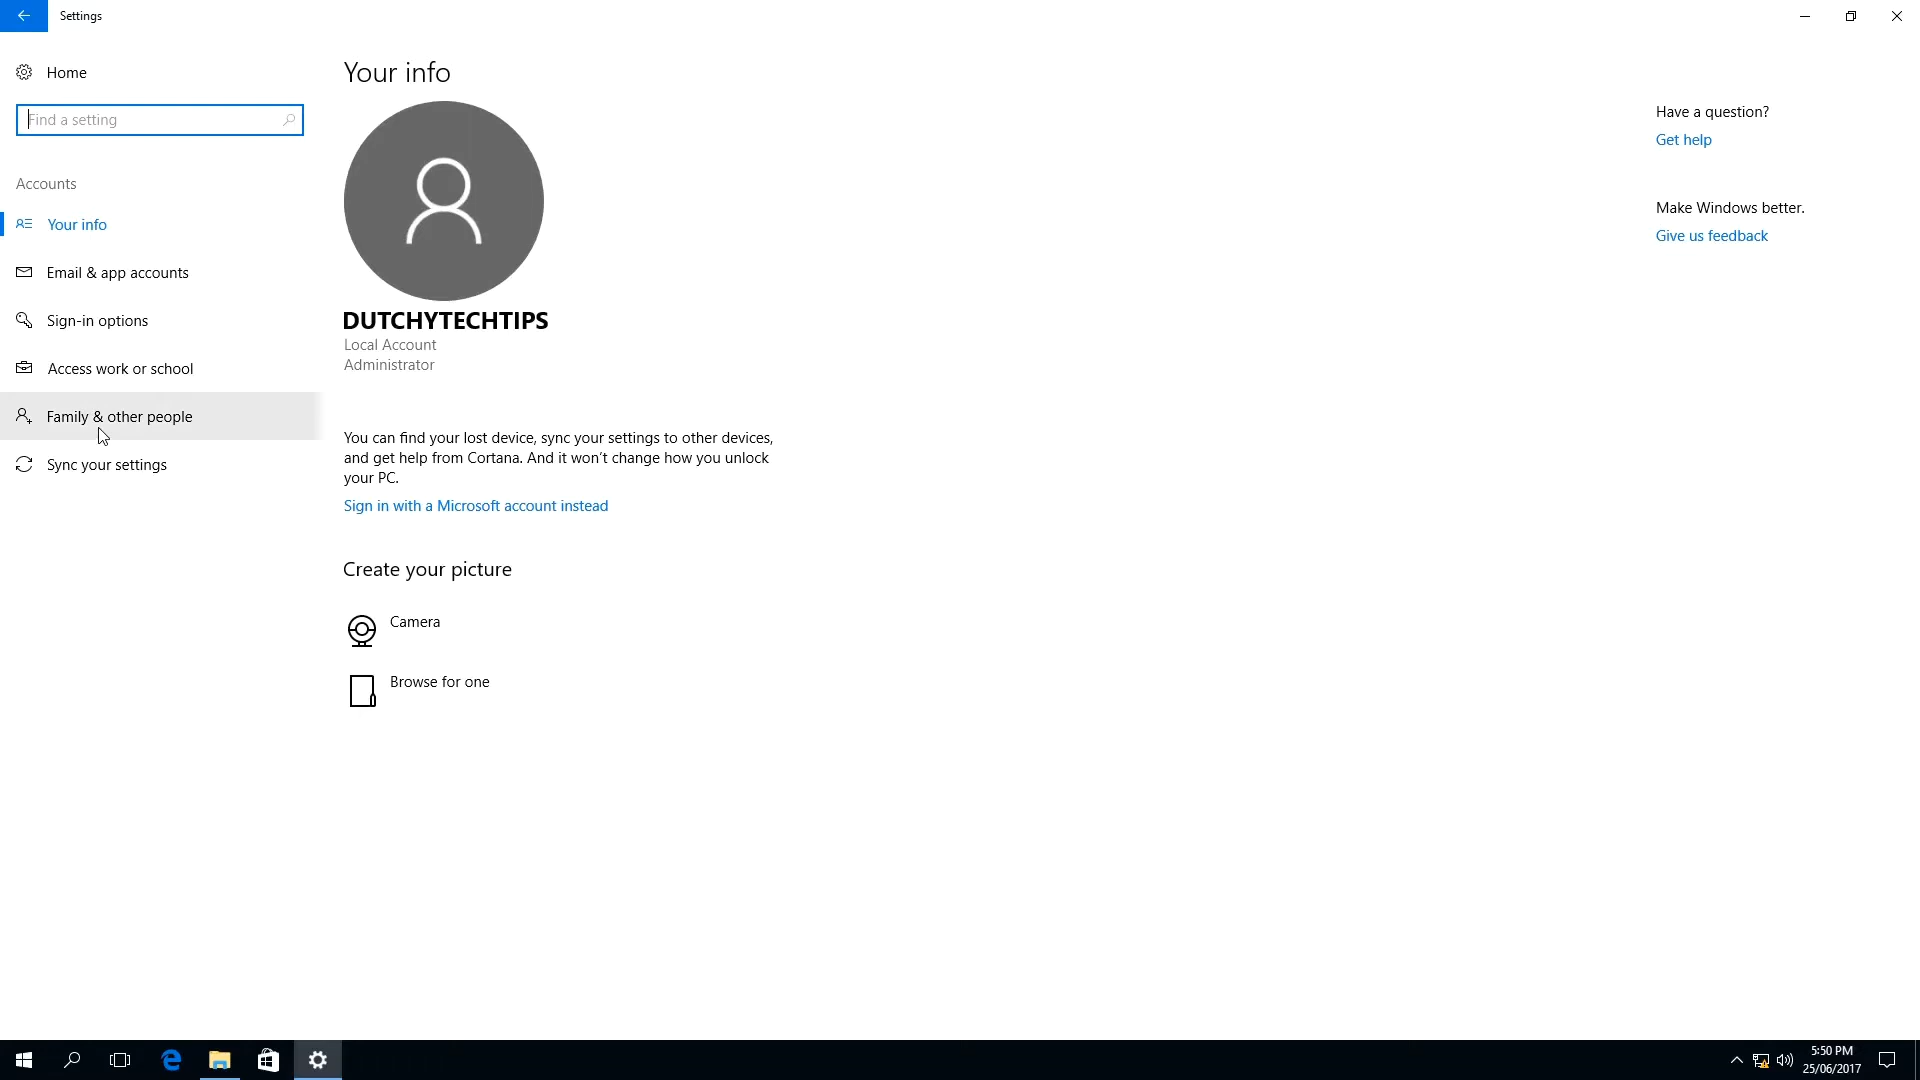 Settings
Home
Find a setting
Accounts
Your info
Email & app accounts
Sign-in options
Access work or school
Family & other people
Sync your settings
Your info
DUTCHYTECHTIPS
Local Account
Administrator
You can find your lost device, sync your settings to other devices,
and get help from Cortana. And it won't change how you unlock
your PC.
Sign in with a Microsoft account instead
Create your picture
Camera
Browse for one
Have a question?
Get help
Make Windows better.
Give us feedback
5:50 PM
25/06/2017